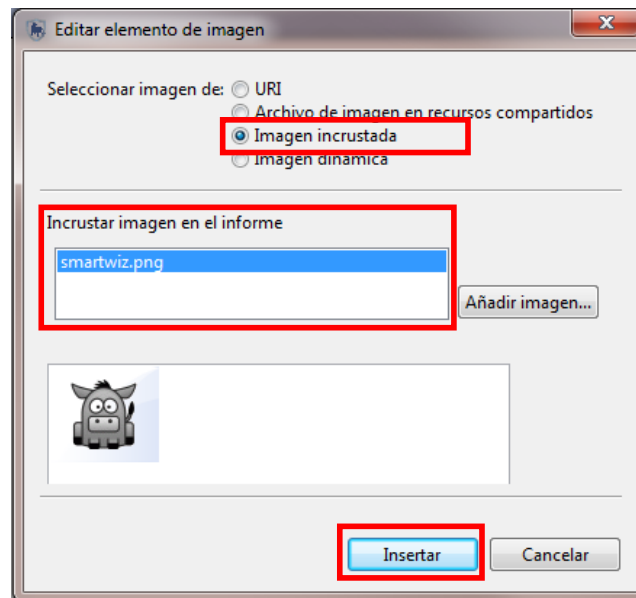 Editar elemento de imagen
Seleccionar imagen de: URI
Archivo de imagen en recursos compartidos
Imagen incrustada
Imagen dinámica
Incrustar imagen en el informe
smartwiz.png
Añadir imagen...
Insertar Cancelar